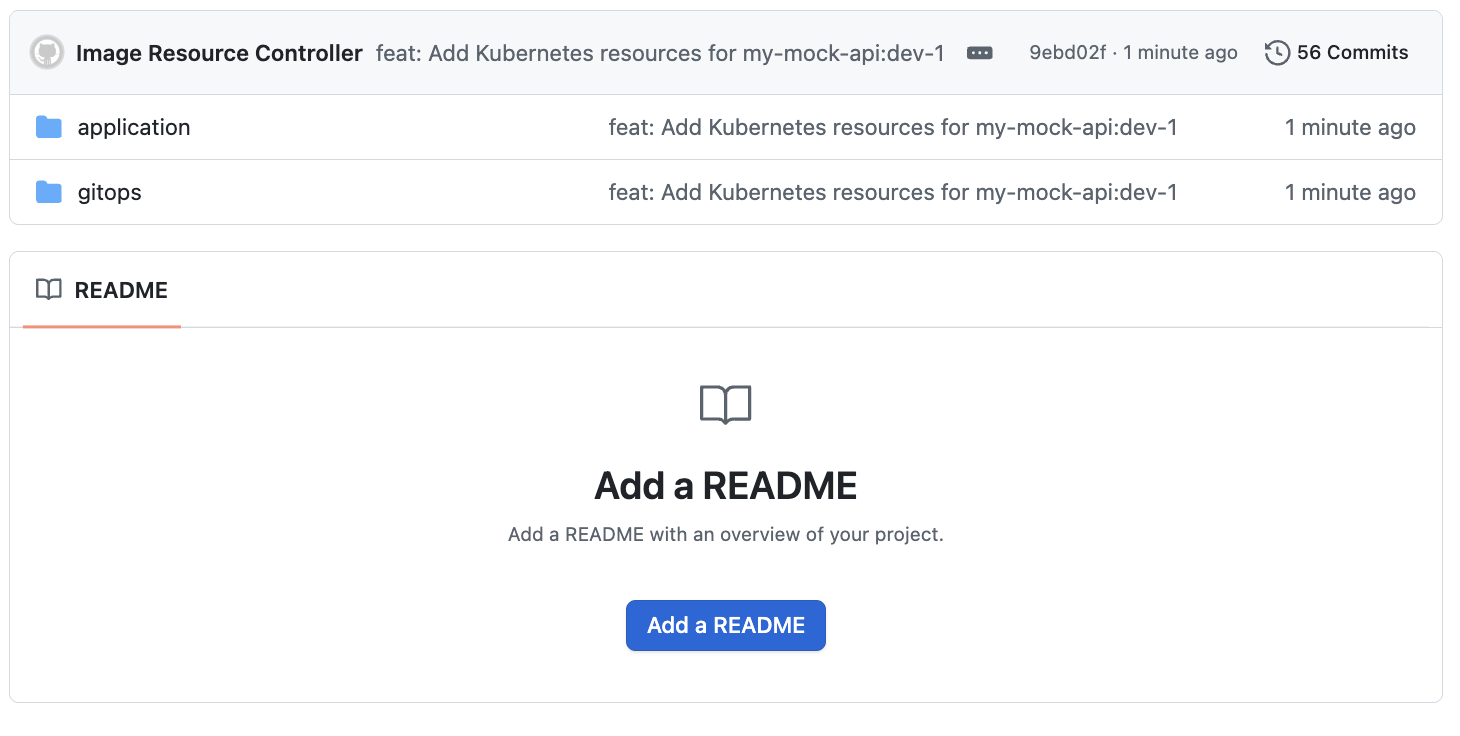 Image Resource Controller feat: Add Kubernetes resources for my-mock-api:dev-1 9ebd02f · 1 minute ago 56 Commits
application feat: Add Kubernetes resources for my-mock-api:dev-1 1 minute ago
gitops feat: Add Kubernetes resources for my-mock-api:dev-1 1 minute ago
README
Add a README
Add a README with an overview of your project.
Add a README